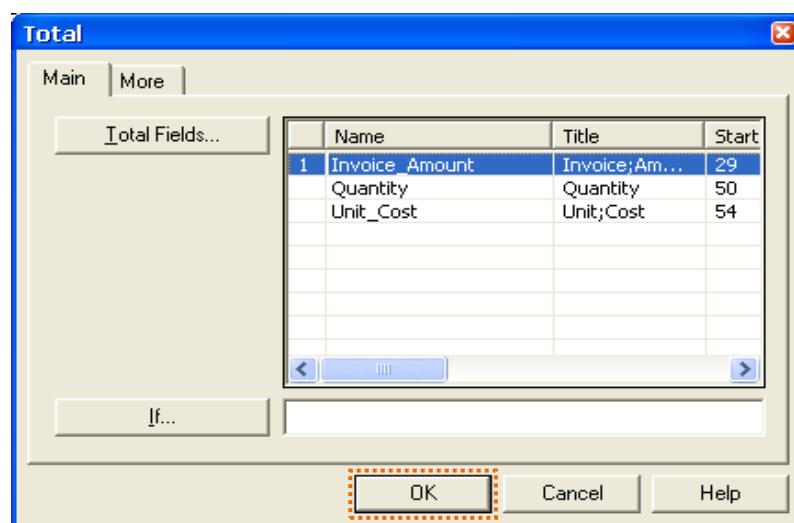 Total
Main More
Total Fields...
Name Title Start
1 Invoice_Amount Invoice;Am... 29
Quantity Quantity 50
Unit_Cost Unit;Cost 54
If...
OK Cancel Help